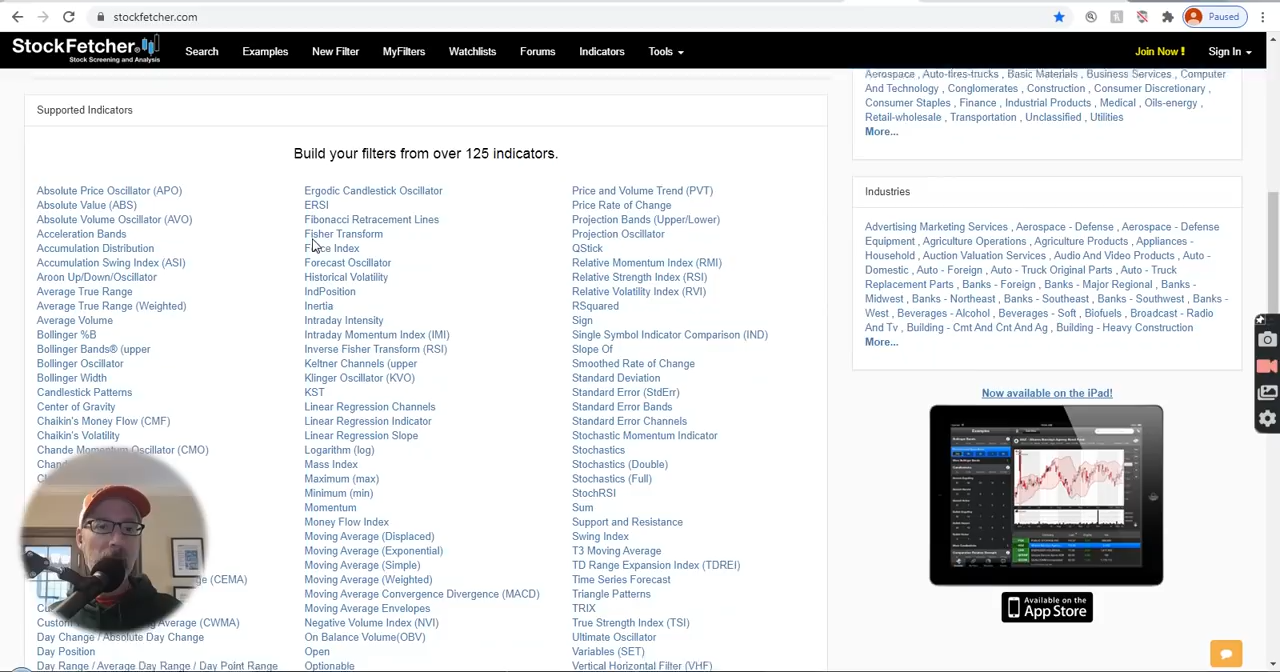 stockfetcher.com
Paused
StockFetcher
Stock Screening and Analysis
Search
Examples
New Filter
MyFilters
Watchlists
Forums
Indicators
Tools
Join Now !
Sign In
Supported Indicators
Build your filters from over 125 indicators.
Absolute Price Oscillator (APO)
Absolute Value (ABS)
Absolute Volume Oscillator (AVO)
Acceleration Bands
Accumulation Distribution
Accumulation Swing Index (ASI)
Aroon Up/Down/Oscillator
Average True Range
Average True Range (Weighted)
Average Volume
Bollinger %B
Bollinger Bands® (upper
Bollinger Oscillator
Bollinger Width
Candlestick Patterns
Center of Gravity
Chaikin's Money Flow (CMF)
Chaikin's Volatility
Chande Momentum Oscillator (CMO)
(CEMA)
Average (CWMA)
Day Change / Absolute Day Change
Day Position
Day Range / Average Day Range / Day Point Range
Ergodic Candlestick Oscillator
ERSI
Fibonacci Retracement Lines
Fisher Transform
Force Index
Forecast Oscillator
Historical Volatility
IndPosition
Inertia
Intraday Intensity
Intraday Momentum Index (IMI)
Inverse Fisher Transform (RSI)
Keltner Channels (upper
Klinger Oscillator (KVO)
KST
Linear Regression Channels
Linear Regression Indicator
Linear Regression Slope
Logarithm (log)
Mass Index
Maximum (max)
Minimum (min)
Momentum
Money Flow Index
Moving Average (Displaced)
Moving Average (Exponential)
Moving Average (Simple)
Moving Average (Weighted)
Moving Average Convergence Divergence (MACD)
Moving Average Envelopes
Negative Volume Index (NVI)
On Balance Volume(OBV)
Open
Optionable
Price and Volume Trend (PVT)
Price Rate of Change
Projection Bands (Upper/Lower)
Projection Oscillator
QStick
Relative Momentum Index (RMI)
Relative Strength Index (RSI)
Relative Volatility Index (RVI)
RSquared
Sign
Single Symbol Indicator Comparison (IND)
Slope Of
Smoothed Rate of Change
Standard Deviation
Standard Error (StdErr)
Standard Error Bands
Standard Error Channels
Stochastic Momentum Indicator
Stochastics
Stochastics (Double)
Stochastics (Full)
StochRSI
Sum
Support and Resistance
Swing Index
T3 Moving Average
TD Range Expansion Index (TDREI)
Time Series Forecast
Triangle Patterns
TRIX
True Strength Index (TSI)
Ultimate Oscillator
Variables (SET)
Vertical Horizontal Filter (VHF)
Aerospace , Auto-tires-trucks , Basic Materials , Business Services , Computer
And Technology , Conglomerates , Construction , Consumer Discretionary ,
Consumer Staples , Finance , Industrial Products , Medical , Oils-energy ,
Retail-wholesale , Transportation , Unclassified , Utilities
More...
Industries
Advertising Marketing Services , Aerospace - Defense , Aerospace - Defense
Equipment , Agriculture Operations , Agriculture Products , Appliances -
Household , Auction Valuation Services , Audio And Video Products , Auto -
Domestic , Auto - Foreign , Auto - Truck Original Parts , Auto - Truck
Replacement Parts , Banks - Foreign , Banks - Major Regional , Banks -
Midwest , Banks - Northeast , Banks - Southeast , Banks - Southwest , Banks -
West , Beverages - Alcohol , Beverages - Soft , Biofuels , Broadcast - Radio
And Tv , Building - Cmt And Cnt And Ag , Building - Heavy Construction
More...
Now available on the iPad!
Available on the
App Store